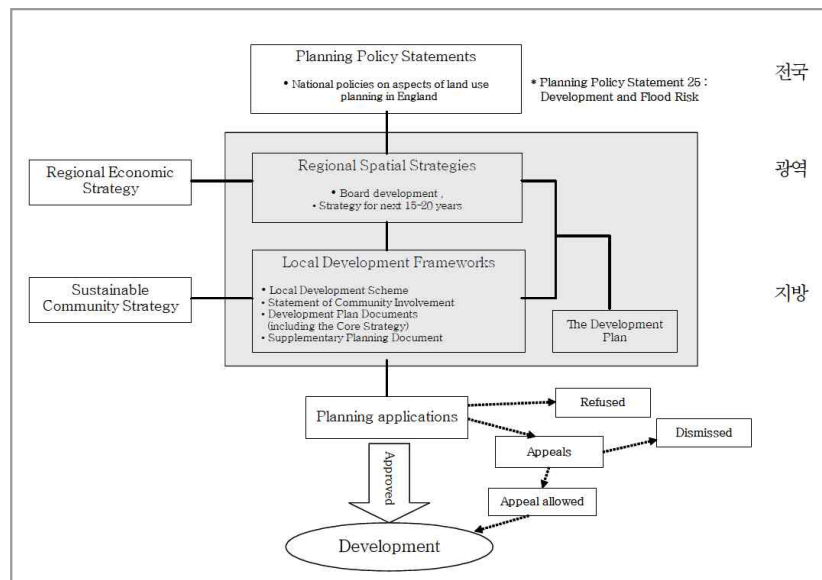 Planning Policy Statements
• National policies on aspects of land use
planning in England
* Planning Policy Statement 25 :
Development and Flood Risk
전국
Regional Economic
Strategy
Regional Spatial Strategies
• Board development ,
• Strategy for next 15-20 years
광역
Sustainable
Community Strategy
Local Development Frameworks
• Local Development Scheme
• Statement of Community Involvement
• Development Plan Documents
(including the Core Strategy)
• Supplementary Planning Document
The Development
Plan
지방
Planning applications
Refused
Appeals
Dismissed
Approved
Appeal allowed
Development